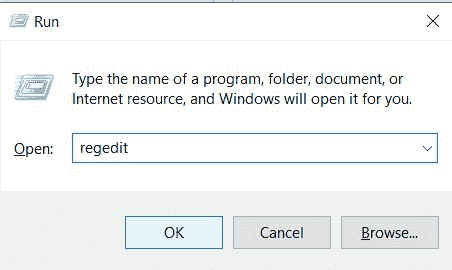 Run
Type the name of a program, folder, document, or
Internet resource, and Windows will open it for you.
Open: regedit
OK Cancel Browse...